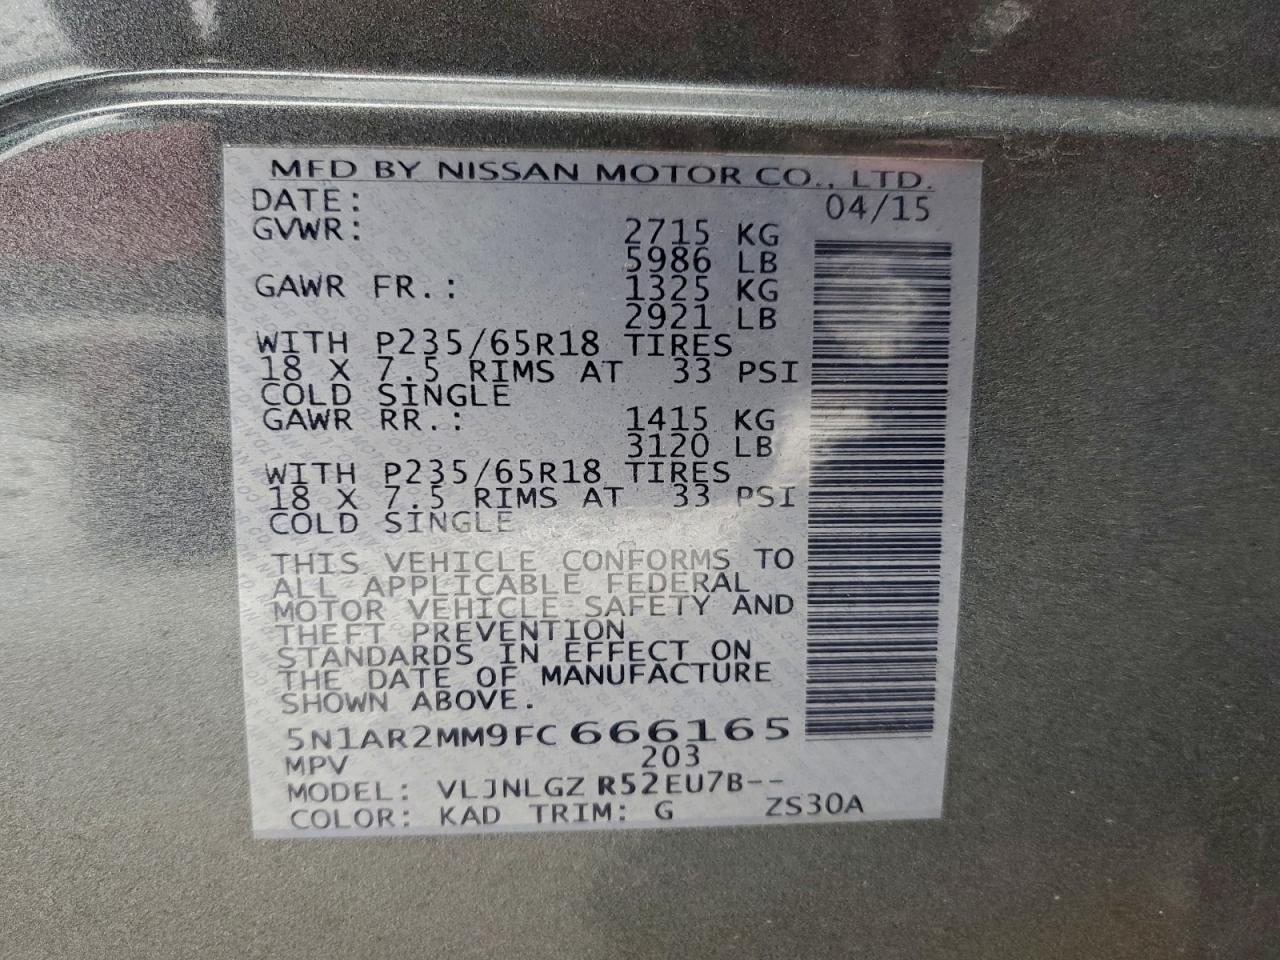 MFD BY NISSAN MOTOR CO., LTD.
DATE: 04/15
GVWR: 2715 KG
5986 LB
GAWR FR.: 1325 KG
2921 LB
WITH P235/65R18 TIRES
18 X 7.5 RIMS AT 33 PSI
COLD SINGLE
GAWR RR.: 1415 KG
3120 LB
WITH P235/65R18 TIRES
18 X 7.5 RIMS AT 33 PSI
COLD SINGLE
THIS VEHICLE CONFORMS TO
ALL APPLICABLE FEDERAL
MOTOR VEHICLE SAFETY AND
THEFT PREVENTION
STANDARDS IN EFFECT ON
THE DATE OF MANUFACTURE
SHOWN ABOVE.
5N1AR2MM9FC666165
MPV 203
MODEL: VLJNLGZ R52EU7B--
COLOR: KAD TRIM: G ZS30A